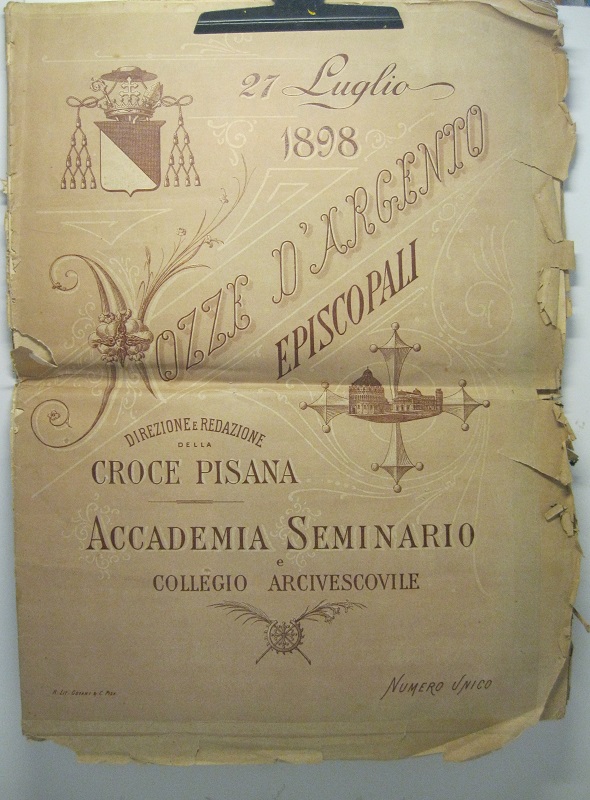 27 Luglio
1898
NOZZE D'ARGENTO
EPISCOPALI
DIREZIONE E REDAZIONE
DELLA
CROCE PISANA
ACCADEMIA SEMINARIO
e
COLLEGIO ARCIVESCOVILE
NUMERO UNICO